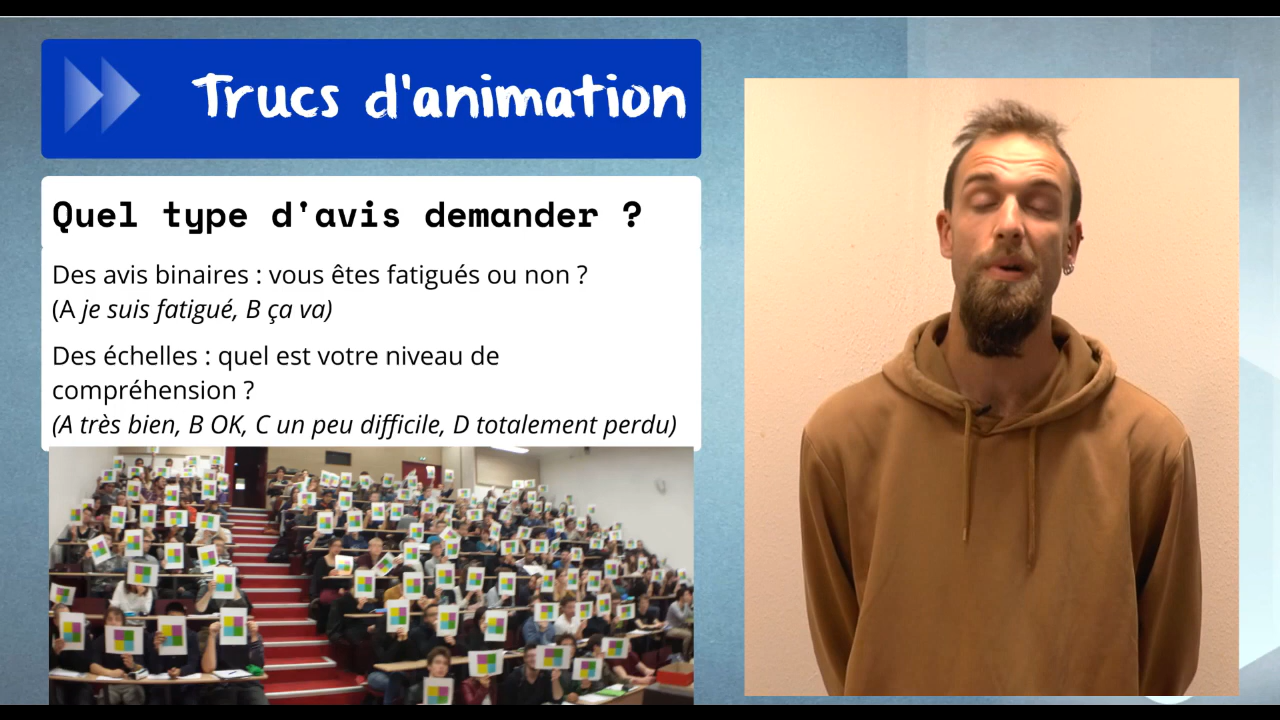 Trucs d'animation
Quel type d'avis demander ?
Des avis binaires : vous êtes fatigués ou non ?
(A je suis fatigué, B ça va)
Des échelles : quel est votre niveau de
compréhension ?
(A très bien, B OK, C un peu difficile, D totalement perdu)